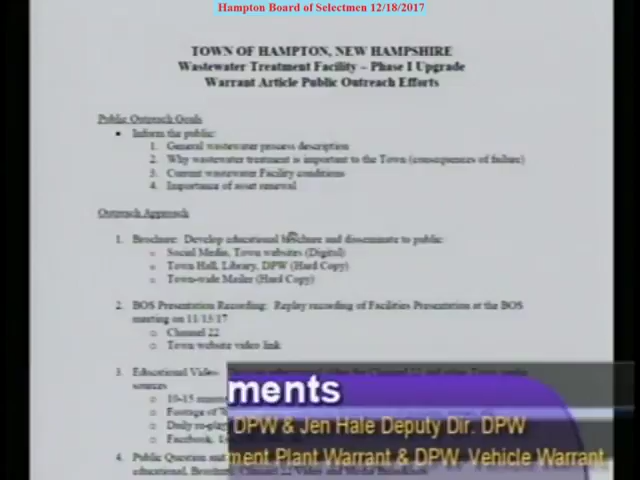 Hampton Board of Selectmen 12/18/2017
TOWN OF HAMPTON, NEW HAMPSHIRE
Wastewater Treatment Facility – Phase I Upgrade
Warrant Article Public Outreach Efforts
Public Outreach Goals
• Inform the public:
1. General wastewater process description
2. Why wastewater treatment is important to the Town (consequences of failure)
3. Current wastewater Facility conditions
4. Importance of asset renewal
Outreach Approach
1. Brochure: Develop educational brochure and disseminate to public
o Social Media, Town websites (Digital)
o Town Hall, Library, DPW (Hard Copy)
o Town-wide Mailer (Hard Copy)
2. BOS Presentation Recording: Replay recording of Facilities Presentation at the BOS
meeting on 11/13/17
o Channel 22
o Town website video link
3. Educational Video:
sources
o 10-15
o Footage of
o Daily
o Facebook,
4. Public Question
educational,
ments
DPW & Jen Hale Deputy Dir. DPW
ment Plant Warrant & DPW Vehicle Warrant